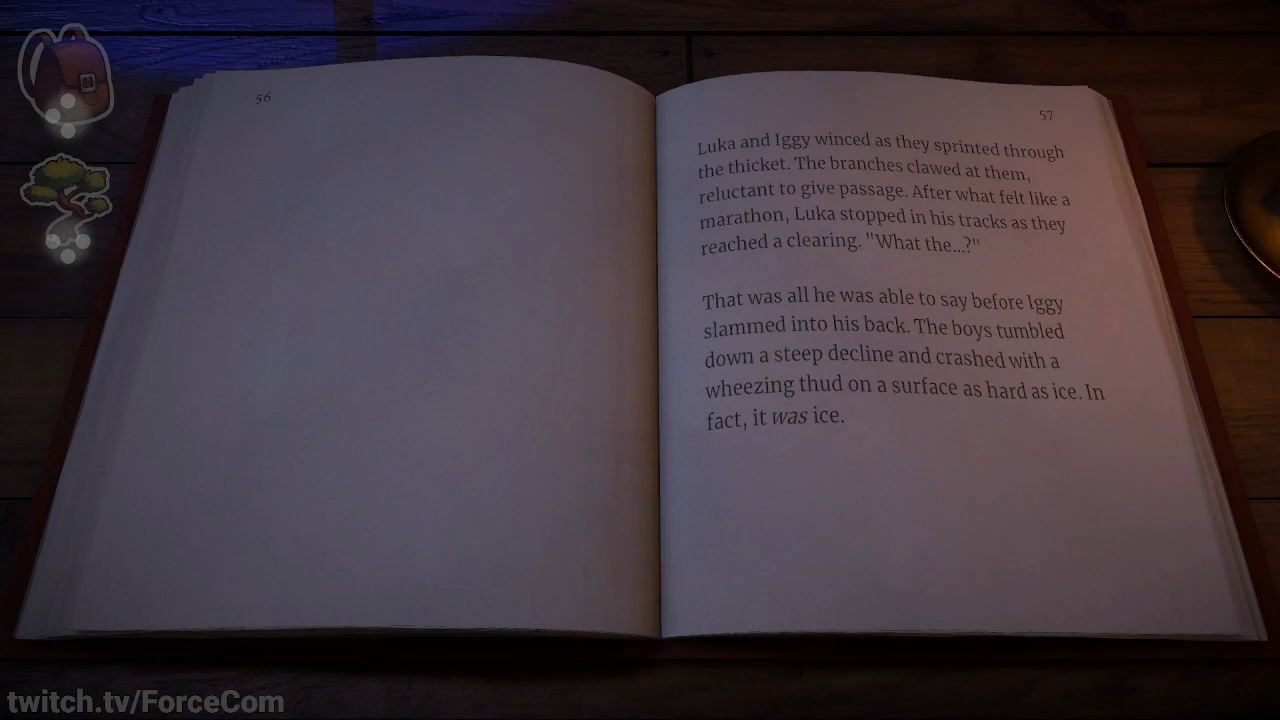 56
57
Luka and Iggy winced as they sprinted through
the thicket. The branches clawed at them,
reluctant to give passage. After what felt like a
marathon, Luka stopped in his tracks as they
reached a clearing. "What the...?"
That was all he was able to say before Iggy
slammed into his back. The boys tumbled
down a steep decline and crashed with a
wheezing thud on a surface as hard as ice. In
fact, it was ice.
twitch.tv/ForceCom